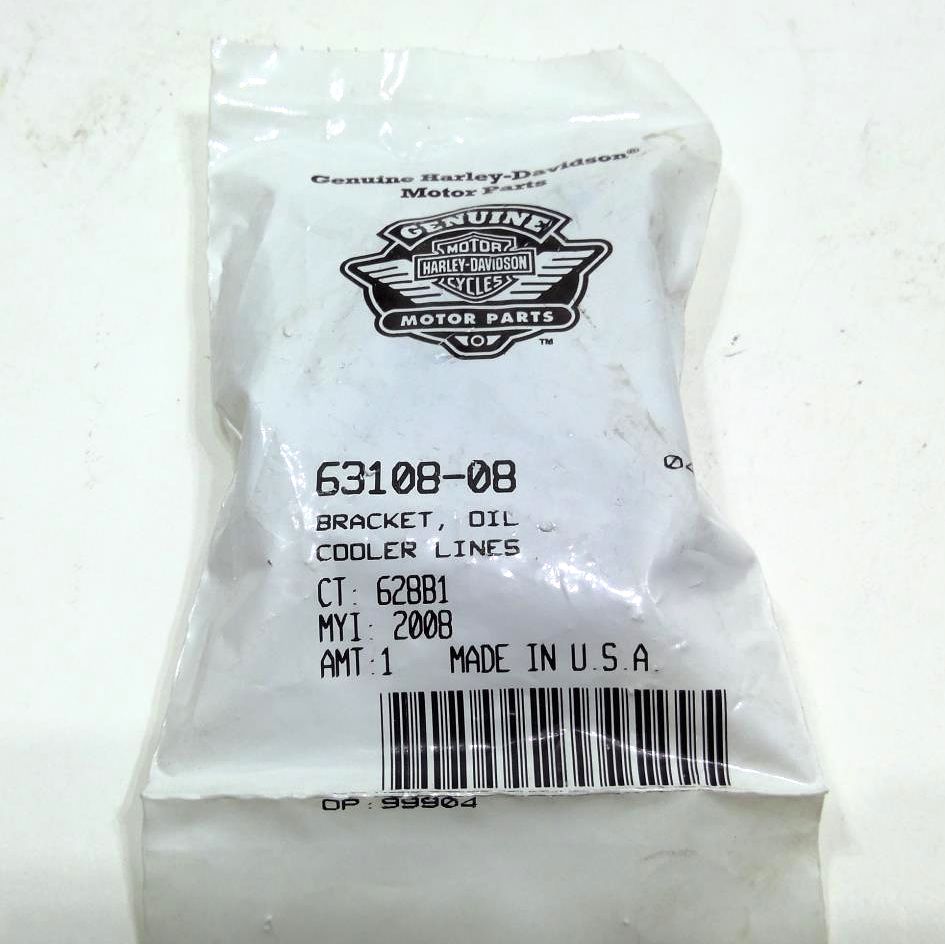 Genuine Harley-Davidson®
Motor Parts
GENUINE
MOTOR
HARLEY-DAVIDSON
CYCLES
MOTOR PARTS
TM
63108-08
BRACKET, OIL
COOLER LINES
CT: 628B1
MYI: 2008
AMT:1 MADE IN U.S.A.
OP: 99904